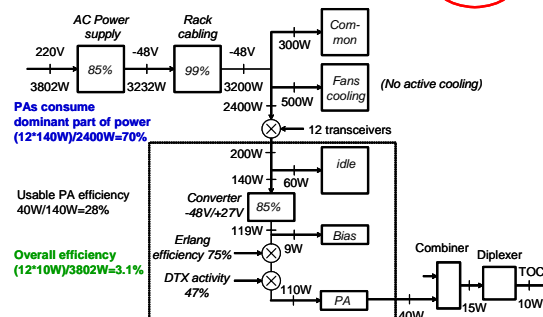 AC Power
supply
Rack
cabling
220V
-48V
-48V
85%
99%
3802W
3232W
3200W
300W
Com-
mon
500W
Fans
cooling
(No active cooling)
2400W
12 transceivers
PAs consume
dominant part of power
(12*140W)/2400W=70%
200W
140W
60W
idle
Usable PA efficiency
40W/140W=28%
Converter
-48V/+27V
85%
119W
9W
Bias
Erlang
efficiency 75%
Overall efficiency
(12*10W)/3802W=3.1%
DTX activity
47%
110W
PA
40W
Combiner
15W
Diplexer
TOC
10W